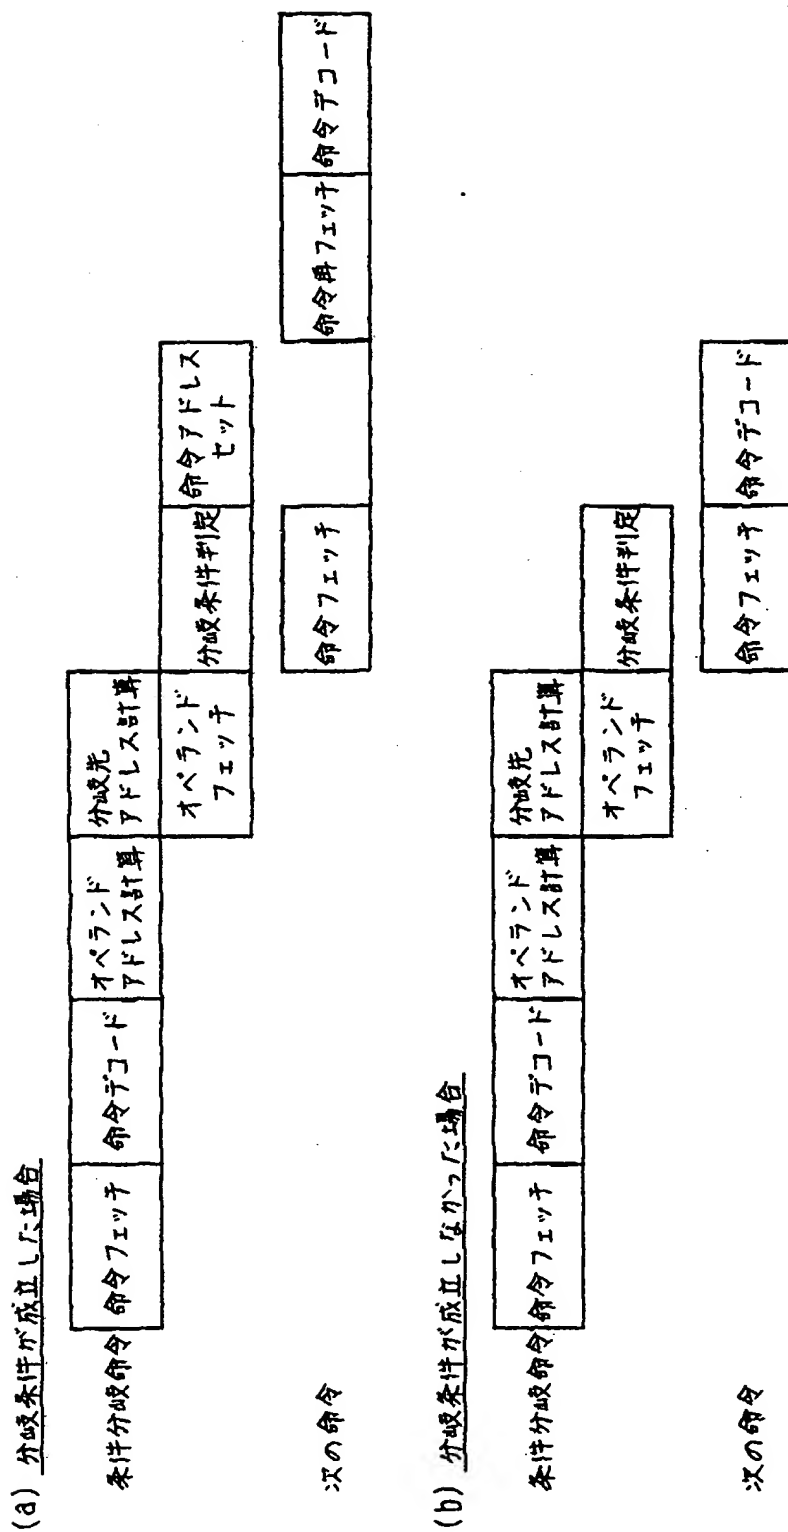 (a) 分岐条件が成立した場合
条件分岐命令
命令フェッチ
命令デコード
オペランド
アドレス計算
分岐先
アドレス計算
オペランド
フェッチ
分岐条件判定
命令アドレス
セット
次の命令
命令フェッチ
命令再フェッチ
命令デコード
(b) 分岐条件が成立しなかった場合
条件分岐命令
命令フェッチ
命令デコード
オペランド
アドレス計算
分岐先
アドレス計算
オペランド
フェッチ
分岐条件判定
次の命令
命令フェッチ
命令デコード